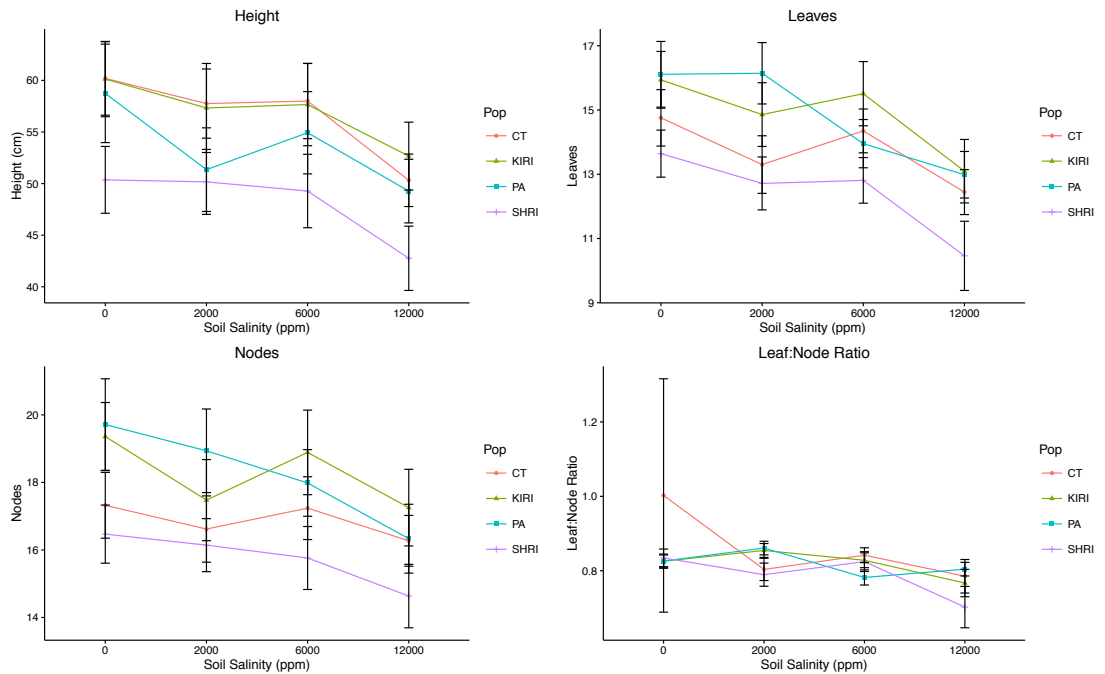 Height
Height (cm)
60
55
50
45
40
0 2000 6000 12000
Soil Salinity (ppm)
Pop
CT
KIRI
PA
SHRI
Leaves
Leaves
17
15
13
11
9
0 2000 6000 12000
Soil Salinity (ppm)
Pop
CT
KIRI
PA
SHRI
Nodes
Nodes
20
18
16
14
0 2000 6000 12000
Soil Salinity (ppm)
Pop
CT
KIRI
PA
SHRI
Leaf:Node Ratio
Leaf:Node Ratio
1.2
1.0
0.8
0 2000 6000 12000
Soil Salinity (ppm)
Pop
CT
KIRI
PA
SHRI